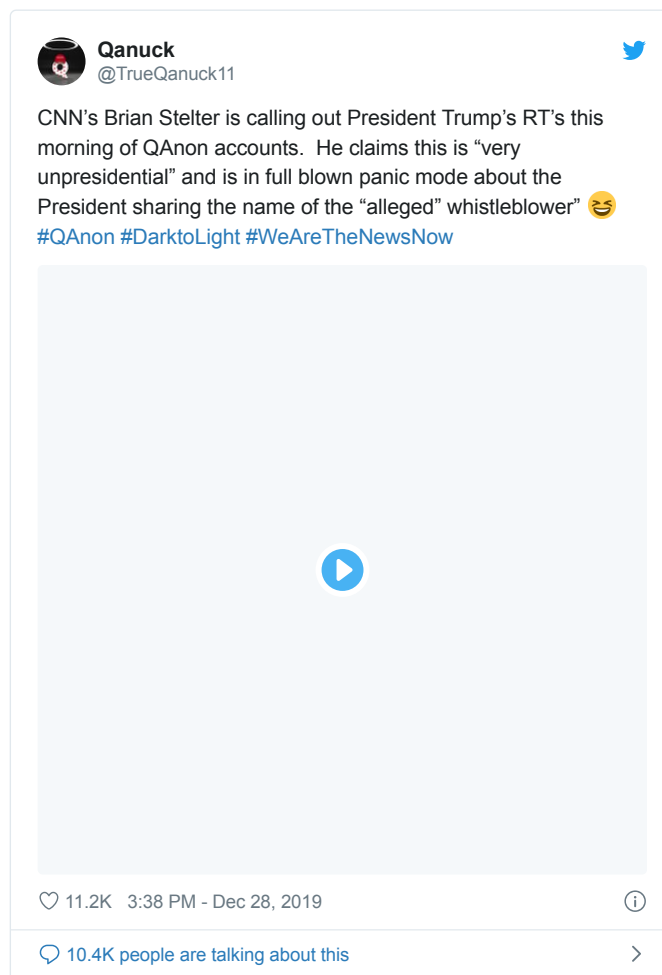 Qanuck
@TrueQanuck11
CNN’s Brian Stelter is calling out President Trump’s RT’s this
morning of QAnon accounts.  He claims this is “very
unpresidential” and is in full blown panic mode about the
President sharing the name of the “alleged” whistleblower” 😆
#QAnon #DarktoLight #WeAreTheNewsNow
11.2K 3:38 PM - Dec 28, 2019
10.4K people are talking about this